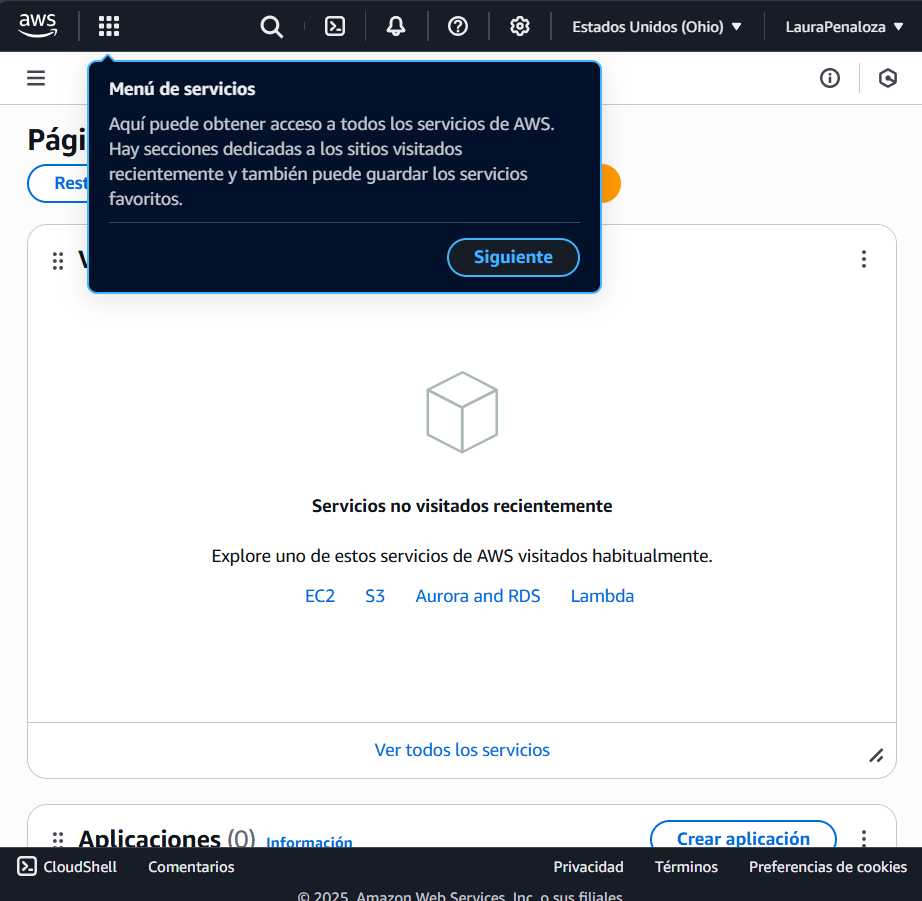 aws
Estados Unidos (Ohio)
LauraPenaloza
Menú de servicios
Aquí puede obtener acceso a todos los servicios de AWS.
Hay secciones dedicadas a los sitios visitados
recientemente y también puede guardar los servicios
favoritos.
Siguiente
Servicios no visitados recientemente
Explore uno de estos servicios de AWS visitados habitualmente.
EC2 S3 Aurora and RDS Lambda
Ver todos los servicios
Aplicaciones (0) Información
Crear aplicación
CloudShell Comentarios Privacidad Términos Preferencias de cookies
© 2025, Amazon Web Services, Inc. o sus filiales.